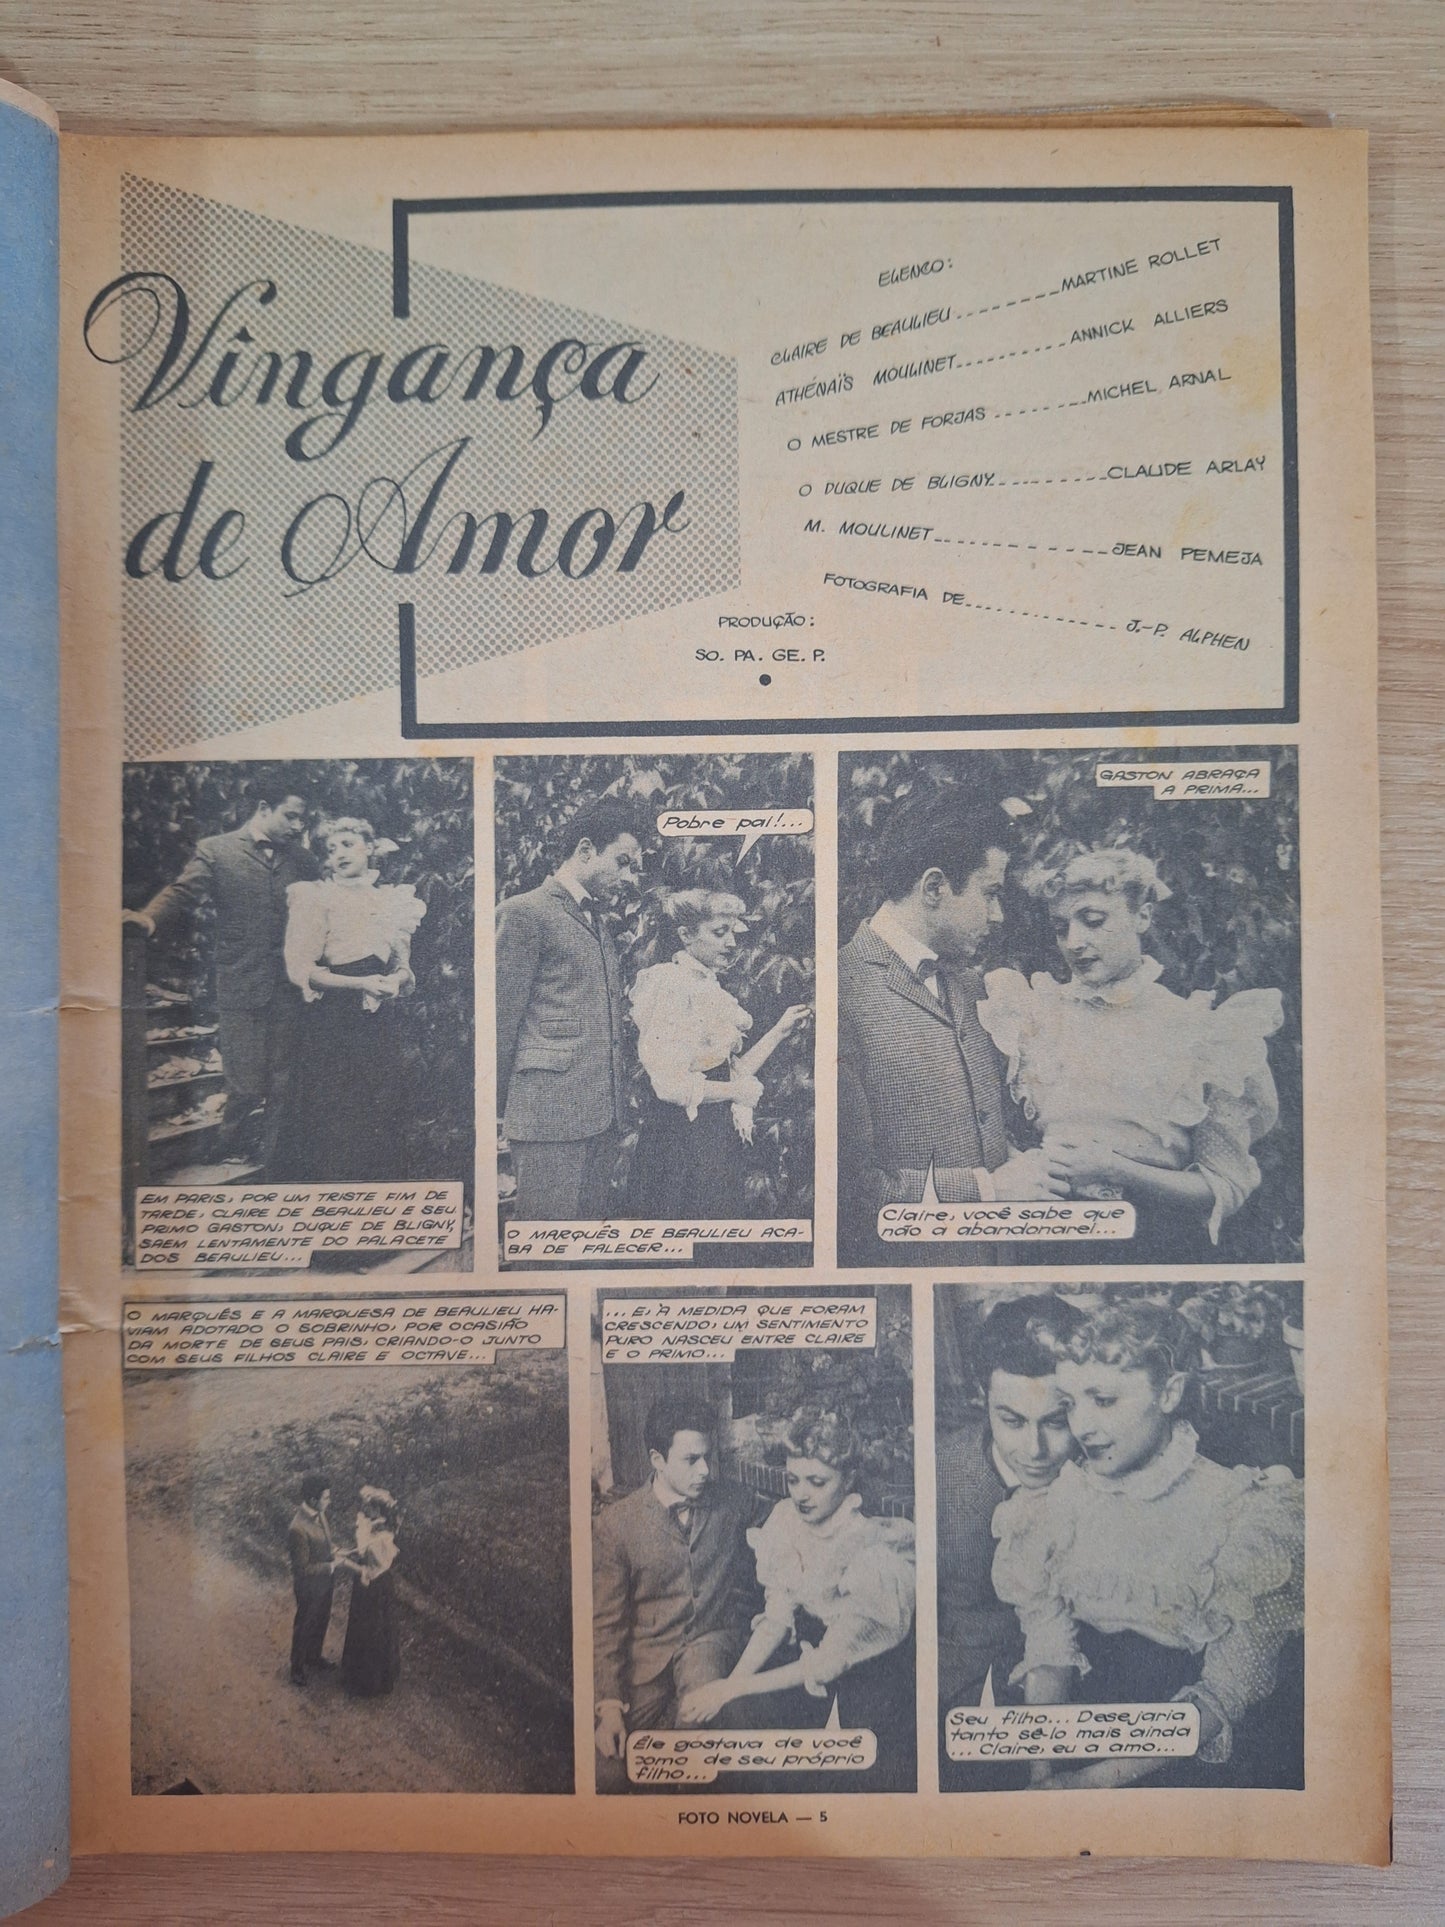 Vingança
de Amor
ELENCO:
CLAIRE DE BEAULIEU -------- MARTINE ROLLET
ATHÉNAÏS MOULINET ---------- ANNICK ALLIERS
O MESTRE DE FORJAS -------- MICHEL ARNAL
O DUQUE DE BLIGNY ---------- CLAUDE ARLAY
M. MOULINET ------------- JEAN PEMEJA
FOTOGRAFIA DE ------------- J.-P. ALPHEN
PRODUÇÃO:
SO. PA. GE. P.
EM PARIS, POR UM TRISTE FIM DE
TARDE, CLAIRE DE BEAULIEU E SEU
PRIMO GASTON, DUQUE DE BLIGNY,
SAEM LENTAMENTE DO PALACETE
DOS BEAULIEU...
Pobre pai!...
O MARQUÊS DE BEAULIEU ACA-
BA DE FALECER...
GASTON ABRAÇA
A PRIMA...
Claire, você sabe que
não a abandonarei...
O MARQUÊS E A MARQUESA DE BEAULIEU HA-
VIAM ADOTADO O SOBRINHO, POR OCASIÃO
DA MORTE DE SEUS PAIS, CRIANDO-O JUNTO
COM SEUS FILHOS CLAIRE E OCTAVE...
... E, À MEDIDA QUE FORAM
CRESCENDO, UM SENTIMENTO
PURO NASCEU ENTRE CLAIRE
E O PRIMO...
Êle gostava de você
como de seu próprio
filho...
Seu filho... Desejaria
tanto sê-lo mais ainda
... Claire, eu a amo...
FOTO NOVELA — 5